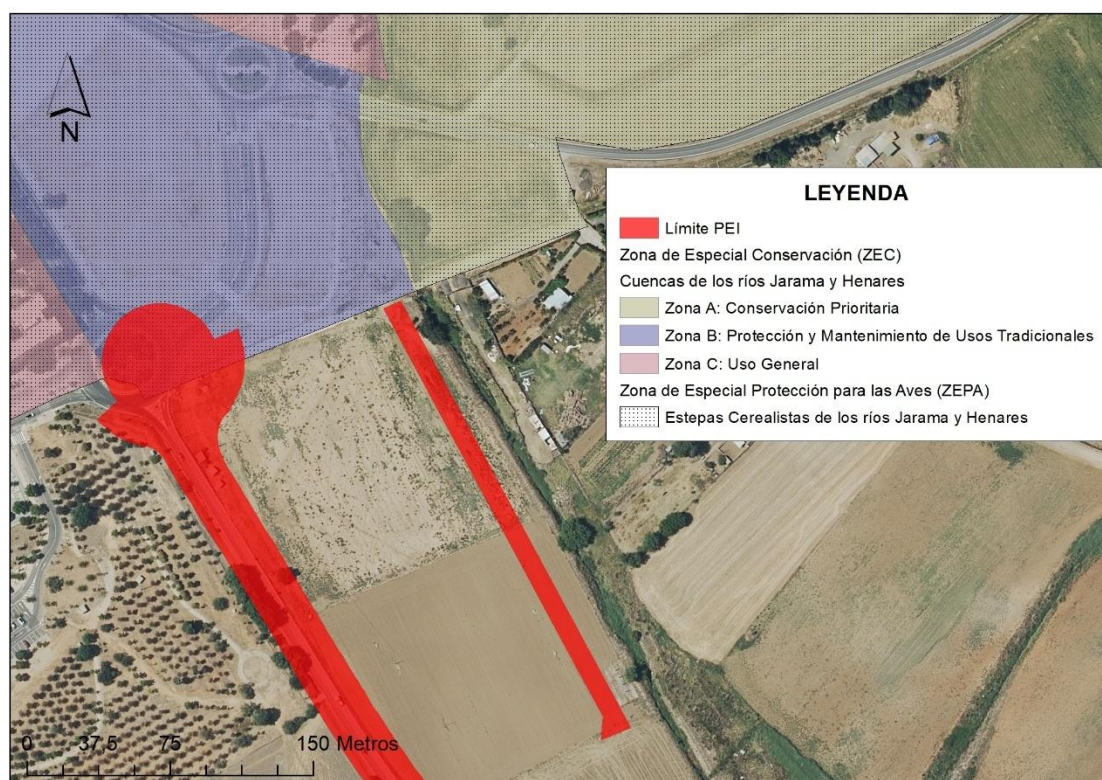 N
LEYENDA
Límite PEI
Zona de Especial Conservación (ZEC)
Cuencas de los ríos Jarama y Henares
Zona A: Conservación Prioritaria
Zona B: Protección y Mantenimiento de Usos Tradicionales
Zona C: Uso General
Zona de Especial Protección para las Aves (ZEPA)
Estepas Cerealistas de los ríos Jarama y Henares
0 37,5 75 150 Metros